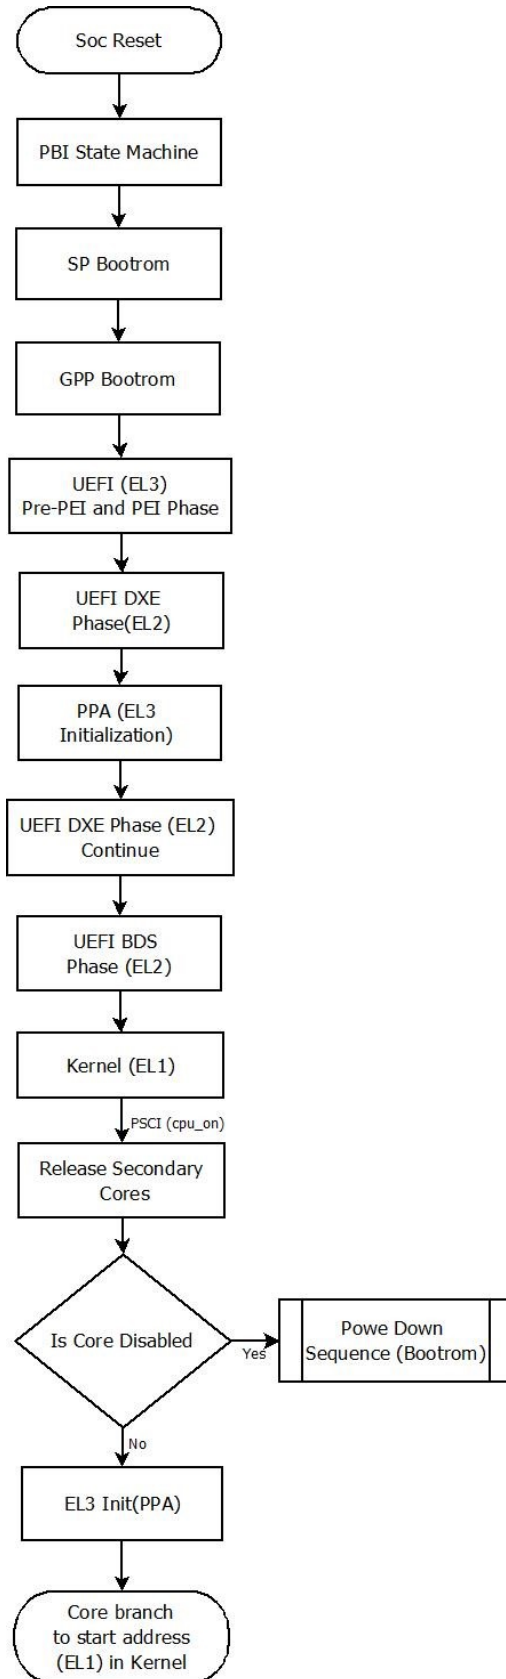 Soc Reset
PBI State Machine
SP Bootrom
GPP Bootrom
UEFI (EL3)
Pre-PEI and PEI Phase
UEFI DXE
Phase(EL2)
PPA (EL3
Initialization)
UEFI DXE Phase (EL2)
Continue
UEFI BDS
Phase (EL2)
Kernel (EL1)
PSCI (cpu_on)
Release Secondary
Cores
Is Core Disabled
Yes
Powe Down
Sequence (Bootrom)
No
EL3 Init(PPA)
Core branch
to start address
(EL1) in Kernel